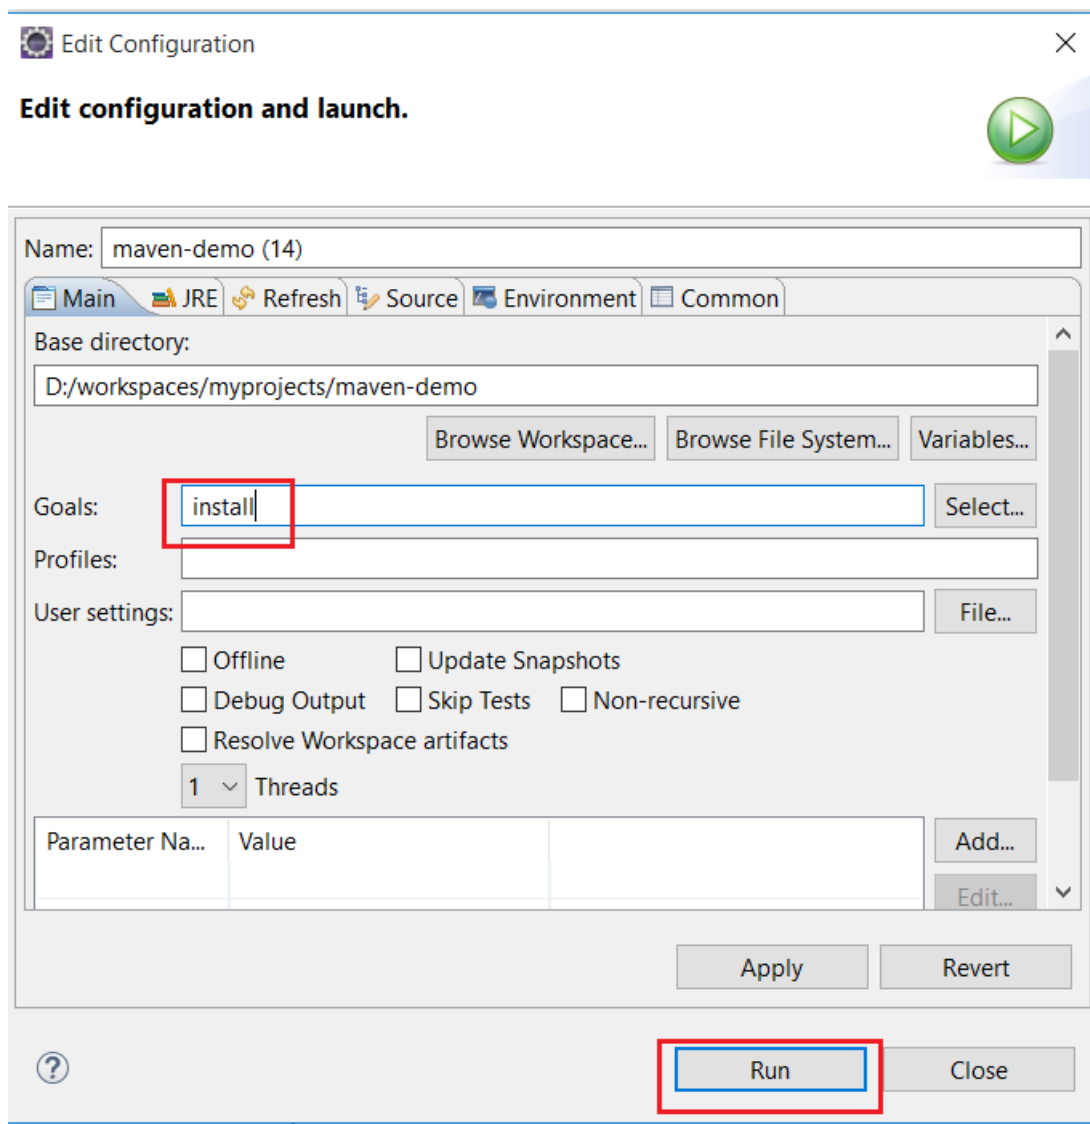 Edit Configuration
Edit configuration and launch.
Name: maven-demo (14)
Main JRE Refresh Source Environment Common
Base directory:
D:/workspaces/myprojects/maven-demo
Browse Workspace... Browse File System... Variables...
Goals: install Select...
Profiles:
User settings: File...
Offline Update Snapshots
Debug Output Skip Tests Non-recursive
Resolve Workspace artifacts
1 Threads
Parameter Na... Value Add...
Edit...
Apply Revert
? Run Close